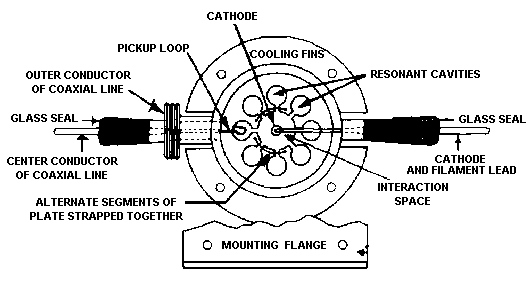 CATHODE
PICKUP LOOP
COOLING FINS
OUTER CONDUCTOR
OF COAXIAL LINE
RESONANT CAVITIES
GLASS SEAL
GLASS SEAL
CENTER CONDUCTOR
OF COAXIAL LINE
CATHODE
AND FILAMENT LEAD
INTERACTION
SPACE
ALTERNATE SEGMENTS OF
PLATE STRAPPED TOGETHER
MOUNTING FLANGE